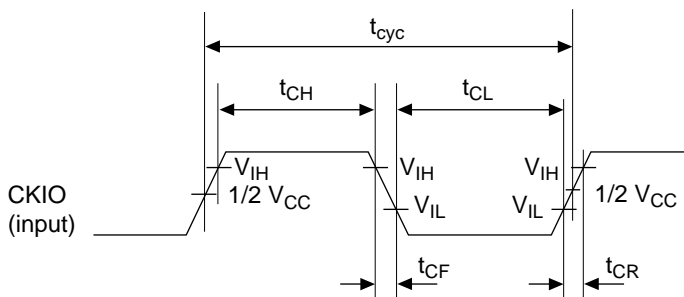 tcyc
tCH
tCL
VIH
VIH
VIH
CKIO
(input)
1/2 VCC
1/2 VCC
VIL
VIL
tCF
tCR